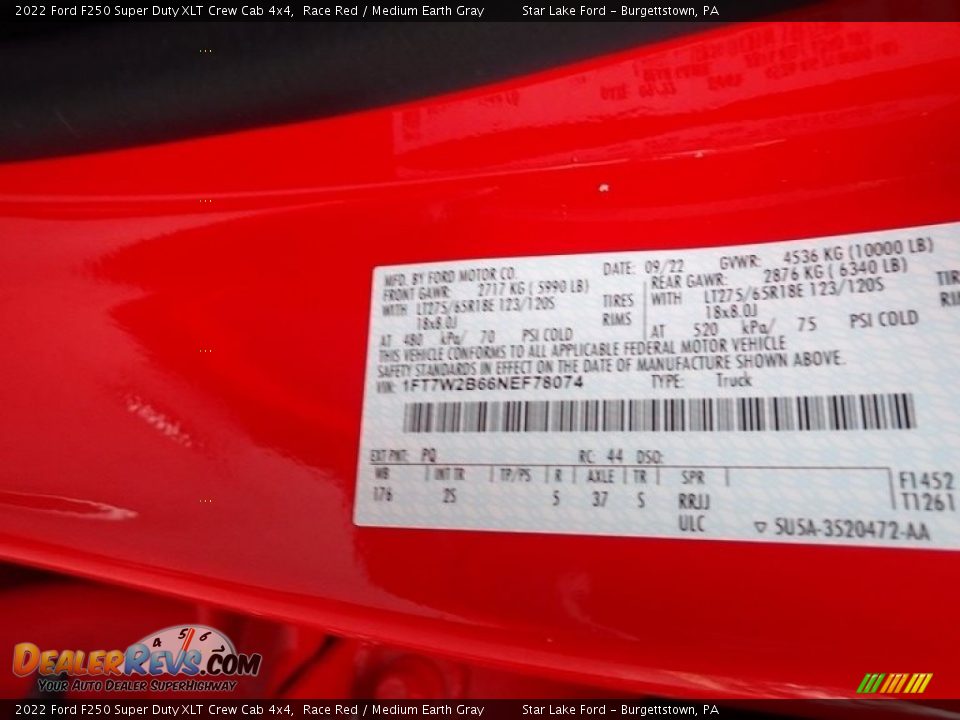 2022 Ford F250 Super Duty XLT Crew Cab 4x4, Race Red / Medium Earth Gray Star Lake Ford - Burgettstown, PA
MFD. BY FORD MOTOR CO. DATE: 09/22 GVWR: 4536 KG (10000 LB)
FRONT GAWR: 2717 KG ( 5990 LB) REAR GAWR: 2876 KG ( 6340 LB)
WITH LT275/65R18E 123/120S TIRES WITH LT275/65R18E 123/120S TIR
18x8.0J RIMS 18x8.0J RI
AT 480 kPa/ 70 PSI COLD AT 520 kPa/ 75 PSI COLD
THIS VEHICLE CONFORMS TO ALL APPLICABLE FEDERAL MOTOR VEHICLE
SAFETY STANDARDS IN EFFECT ON THE DATE OF MANUFACTURE SHOWN ABOVE.
VIN: 1FT7W2B66NEF78074 TYPE: Truck
EXT PNT: PQ RC: 44 DSO:
WB INT TR TP/PS R AXLE TR SPR F1452
176 2S 5 37 S RRJJ T1261
ULC ▽ SU5A-3520472-AA
4 5 6
DEALERREVS.COM
YOUR AUTO DEALER SUPERHIGHWAY
2022 Ford F250 Super Duty XLT Crew Cab 4x4, Race Red / Medium Earth Gray Star Lake Ford - Burgettstown, PA